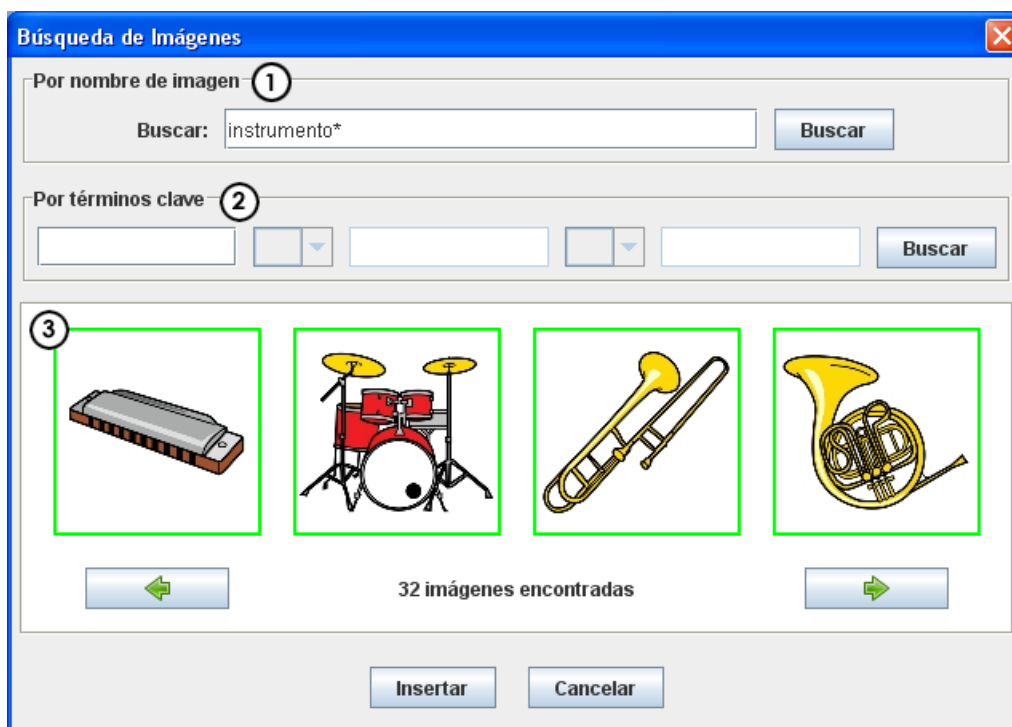 Búsqueda de Imágenes
Por nombre de imagen 1
Buscar: instrumento* Buscar
Por términos clave 2
Buscar
3
32 imágenes encontradas
Insertar Cancelar